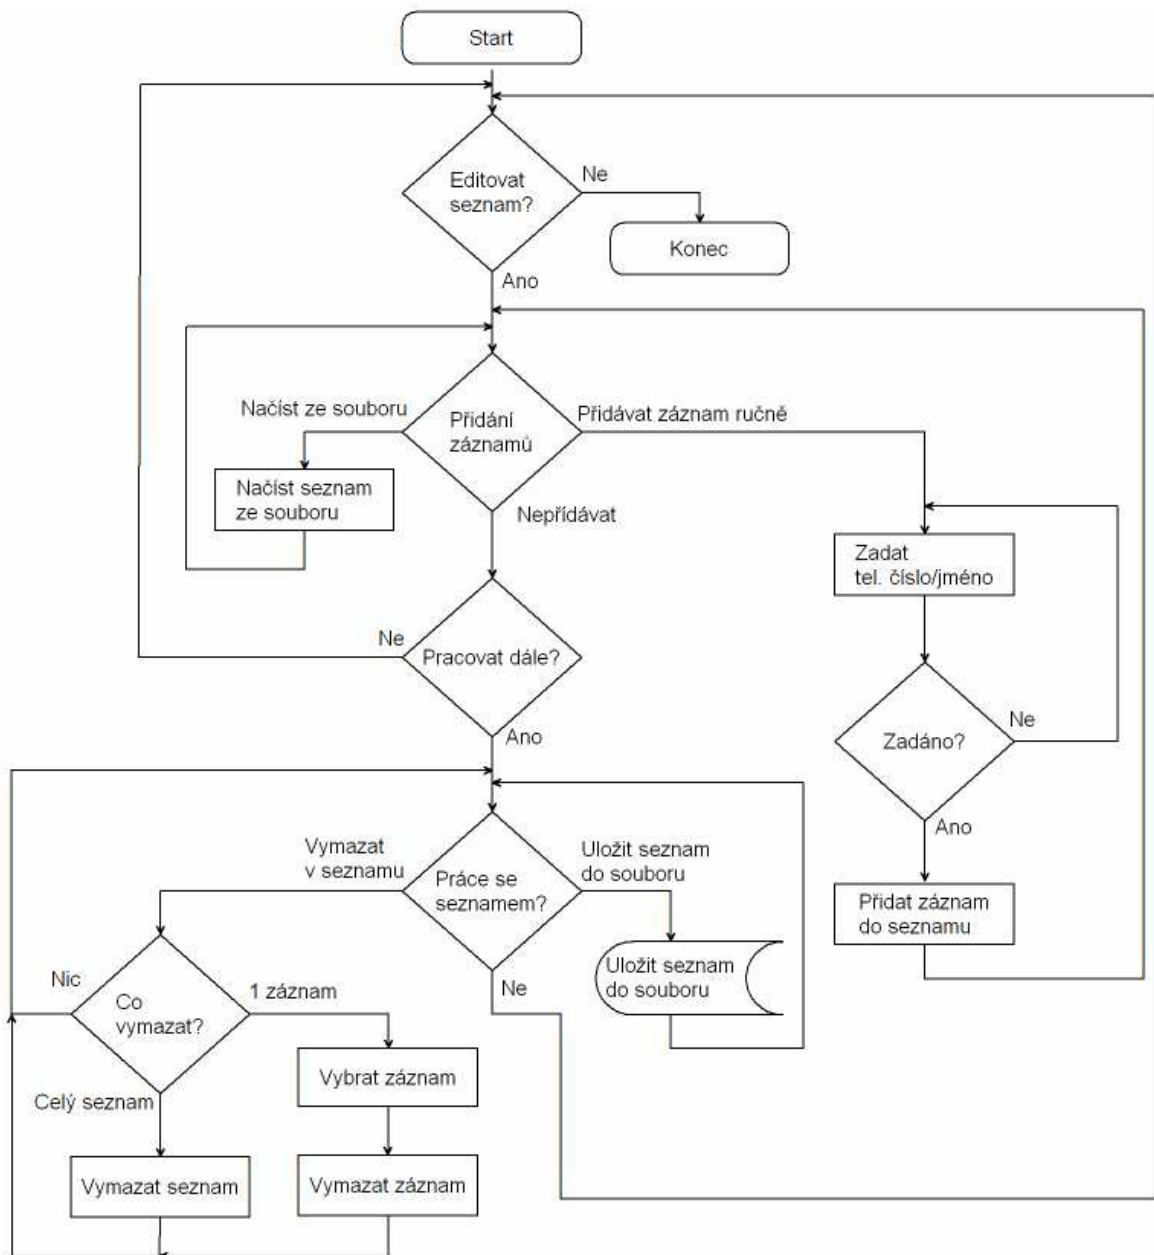 Start
Editovat
seznam?
Ne
Konec
Ano
Načíst ze souboru
Přidání
záznamů
Přidávat záznam ručně
Načíst seznam
ze souboru
Nepřídávat
Zadat
tel. číslo/jméno
Ne
Pracovat dále?
Zadáno?
Ne
Ano
Ano
Vymazat
v seznamu
Práce se
seznamem?
Uložit seznam
do souboru
Přidat záznam
do seznamu
Uložit seznam
do souboru
Ne
Nic
Co
vymazat?
1 záznam
Vybrat záznam
Celý seznam
Vymazat seznam
Vymazat záznam